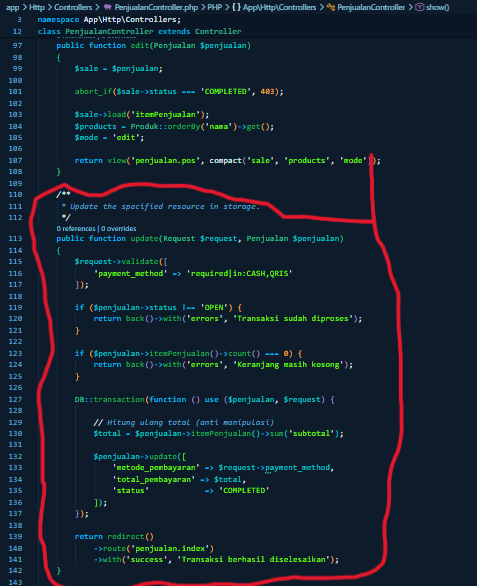 app > Http > Controllers > PenjualanController.php > PHP > {} App\Http\Controllers > PenjualanController > show()
3 namespace App\Http\Controllers;
12 class PenjualanController extends Controller
97 public function edit(Penjualan $penjualan)
98 {
99 $sale = $penjualan;
100
101 abort_if($sale->status === 'COMPLETED', 403);
102
103 $sale->load('itemPenjualan');
104 $products = Produk::orderBy('nama')->get();
105 $mode = 'edit';
106
107 return view('penjualan.pos', compact('sale', 'products', 'mode'));
108 }
109
110 /**
111 * Update the specified resource in storage.
112 */
0 references | 0 overrides
113 public function update(Request $request, Penjualan $penjualan)
114 {
115 $request->validate([
116 'payment_method' => 'required|in:CASH,QRIS'
117 ]);
118
119 if ($penjualan->status !== 'OPEN') {
120 return back()->with('errors', 'Transaksi sudah diproses');
121 }
122
123 if ($penjualan->itemPenjualan()->count() === 0) {
124 return back()->with('errors', 'Keranjang masih kosong');
125 }
126
127 DB::transaction(function () use ($penjualan, $request) {
128
129 // Hitung ulang total (anti manipulasi)
130 $total = $penjualan->itemPenjualan()->sum('subtotal');
131
132 $penjualan->update([
133 'metode_pembayaran' => $request->payment_method,
134 'total_pembayaran' => $total,
135 'status' => 'COMPLETED'
136 ]);
137 });
138
139 return redirect()
140 ->route('penjualan.index')
141 ->with('success', 'Transaksi berhasil diselesaikan');
142 }
143